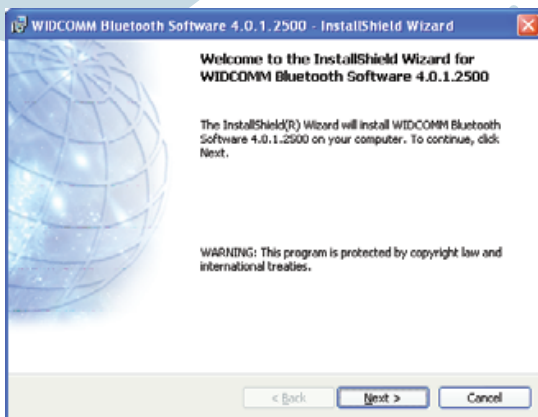 WIDCOMM Bluetooth Software 4.0.1.2500 - InstallShield Wizard
Welcome to the InstallShield Wizard for
WIDCOMM Bluetooth Software 4.0.1.2500
The InstallShield(R) Wizard will install WIDCOMM Bluetooth
Software 4.0.1.2500 on your computer. To continue, click
Next.
WARNING: This program is protected by copyright law and
international treaties.
< Back
Next >
Cancel